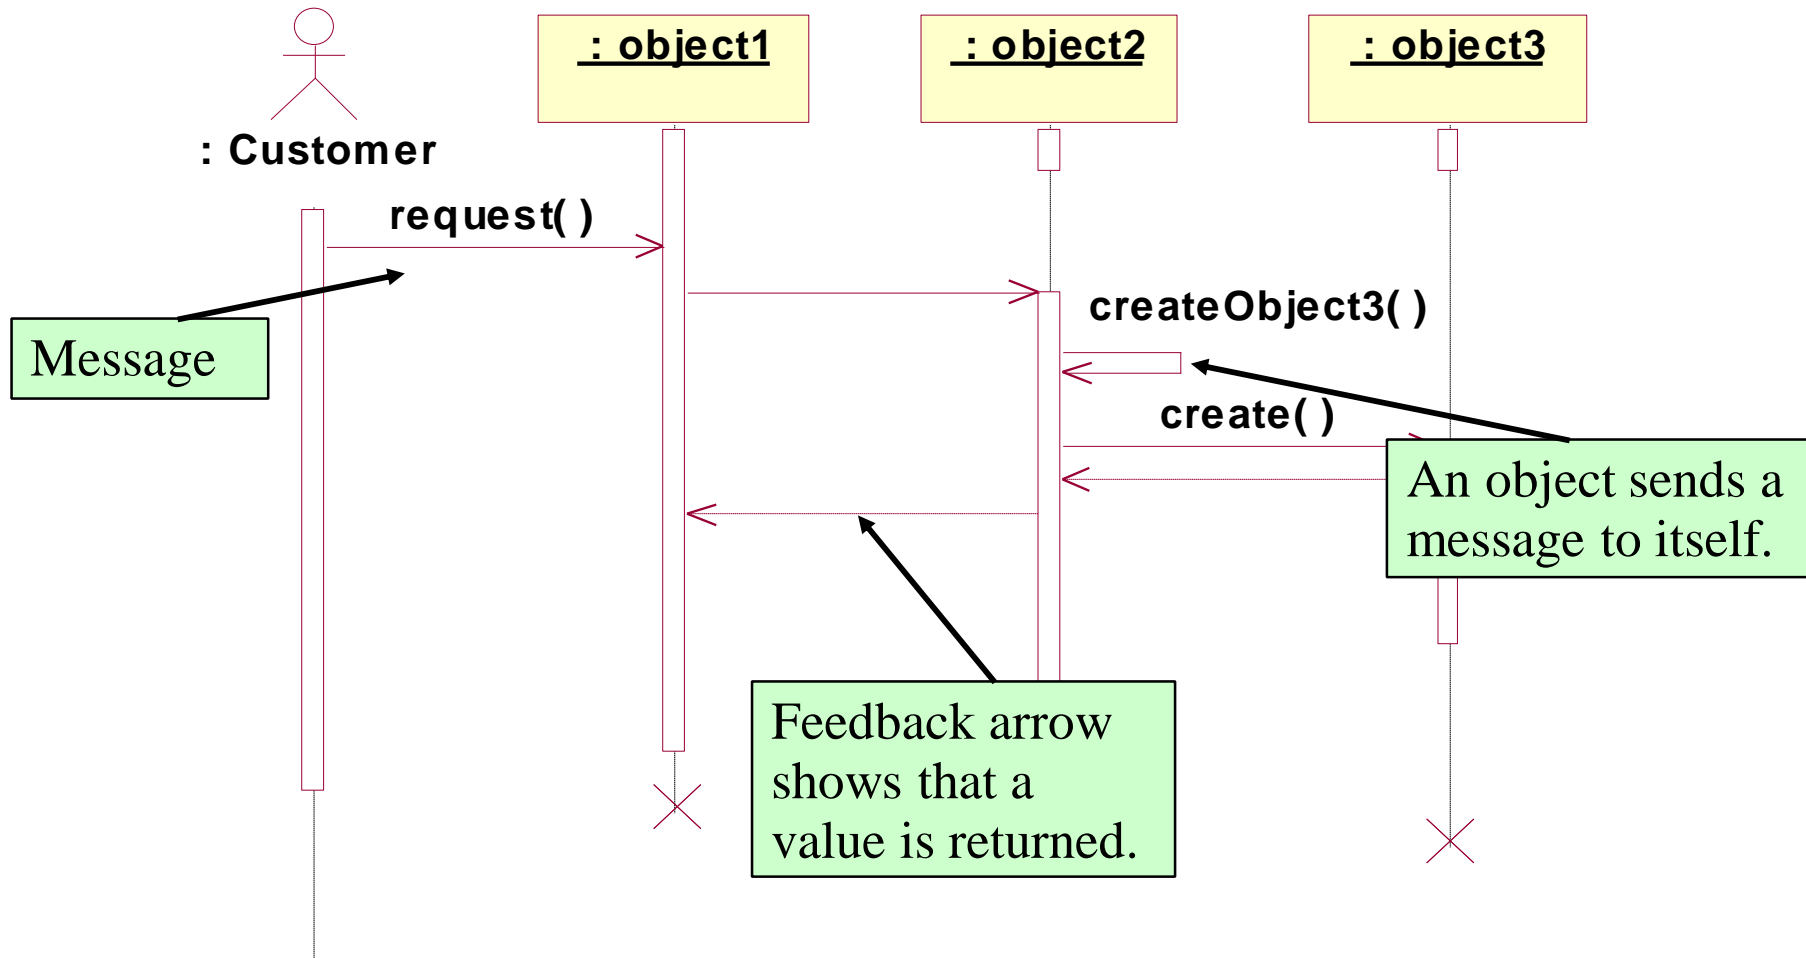 : object1
: object2
: object3
: Customer
request( )
createObject3( )
Message
create( )
An object sends a
message to itself.
Feedback arrow
shows that a
value is returned.